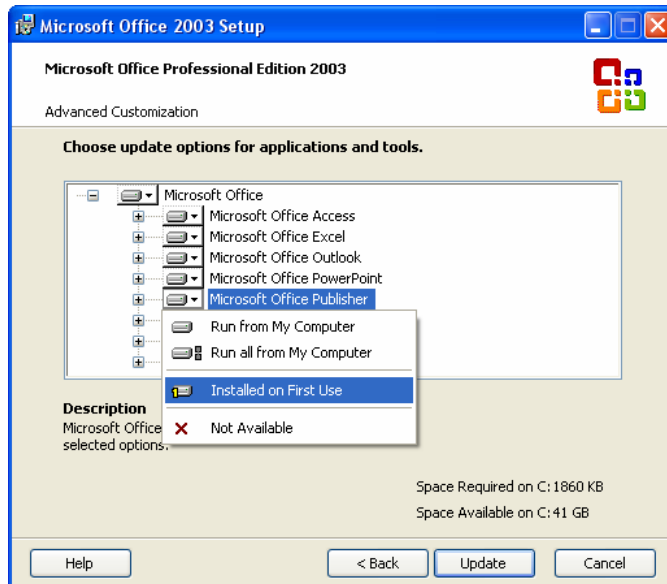 Microsoft Office 2003 Setup
Microsoft Office Professional Edition 2003
Advanced Customization
Choose update options for applications and tools.
Microsoft Office
Microsoft Office Access
Microsoft Office Excel
Microsoft Office Outlook
Microsoft Office PowerPoint
Microsoft Office Publisher
Run from My Computer
Run all from My Computer
Installed on First Use
Not Available
Description
Microsoft Office
selected options.
Space Required on C: 1860 KB
Space Available on C: 41 GB
Help
< Back
Update
Cancel